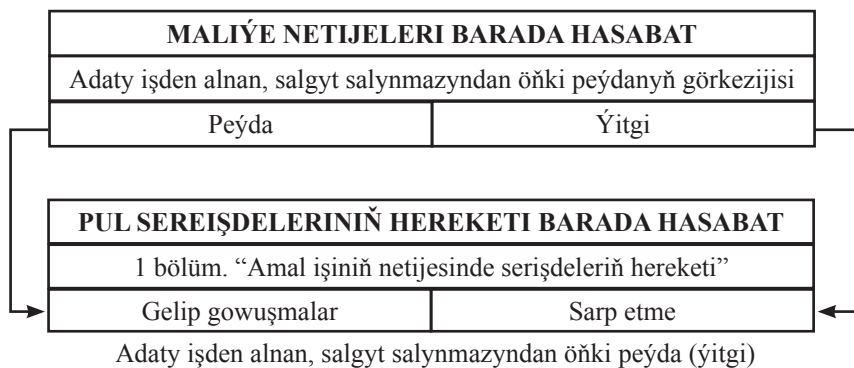 MALIÝE NETIJELERI BARADA HASABAT
Adaty işden alnan, salgyt salynmazyndan öňki peýdanyň görkezijisi
Peýda Ýitgi
PUL SEREIŞDELERINIŇ HEREKETI BARADA HASABAT
1 bölüm. “Amal işiniň netijesinde serişdeleriň hereketi”
Gelip gowuşmalar Sarp etme
Adaty işden alnan, salgyt salynmazyndan öňki peýda (ýitgi)